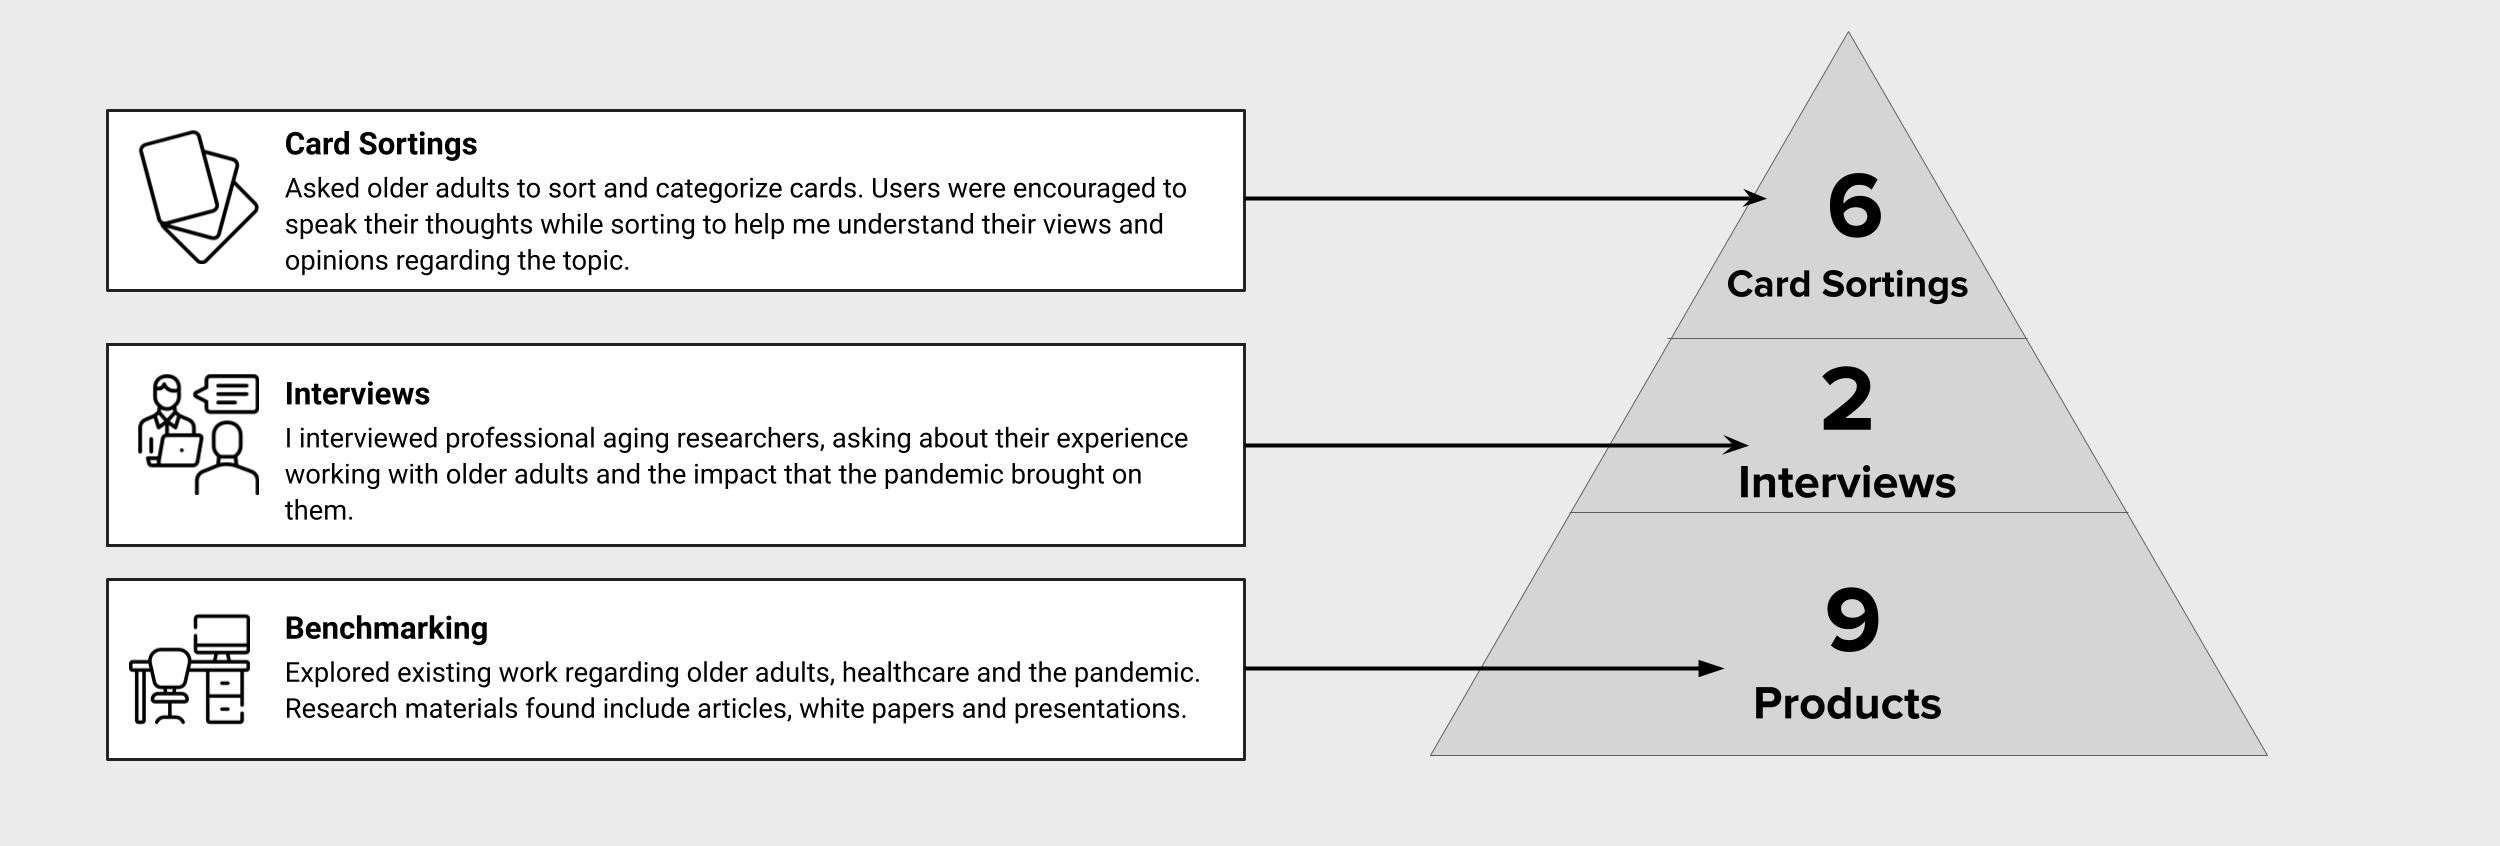 Card Sortings
Asked older adults to sort and categorize cards. Users were encouraged to
speak their thoughts while sorting to help me understand their views and
opinions regarding the topic.
6
Card Sortings
Interviews
I interviewed professional aging researchers, asking about their experience
working with older adults and the impact that the pandemic brought on
them.
2
Interviews
Benchmarking
Explored existing work regarding older adults, healthcare and the pandemic.
Research materials found include articles, white papers and presentations.
9
Products